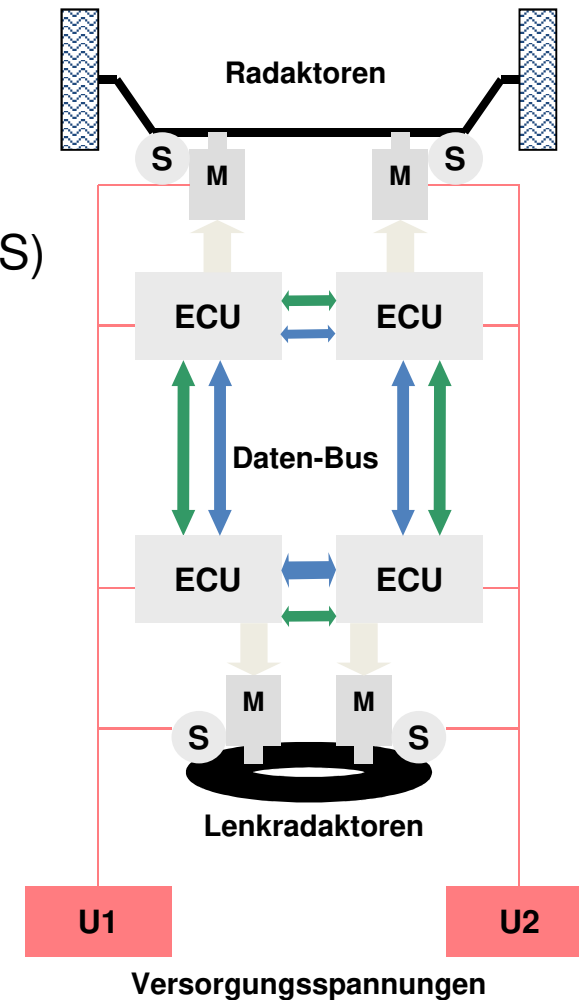 Radaktoren
S
S
M
M
S)
ECU
ECU
Daten-Bus
ECU
ECU
M
M
S
S
Lenkradaktoren
U1
U2
Versorgungsspannungen